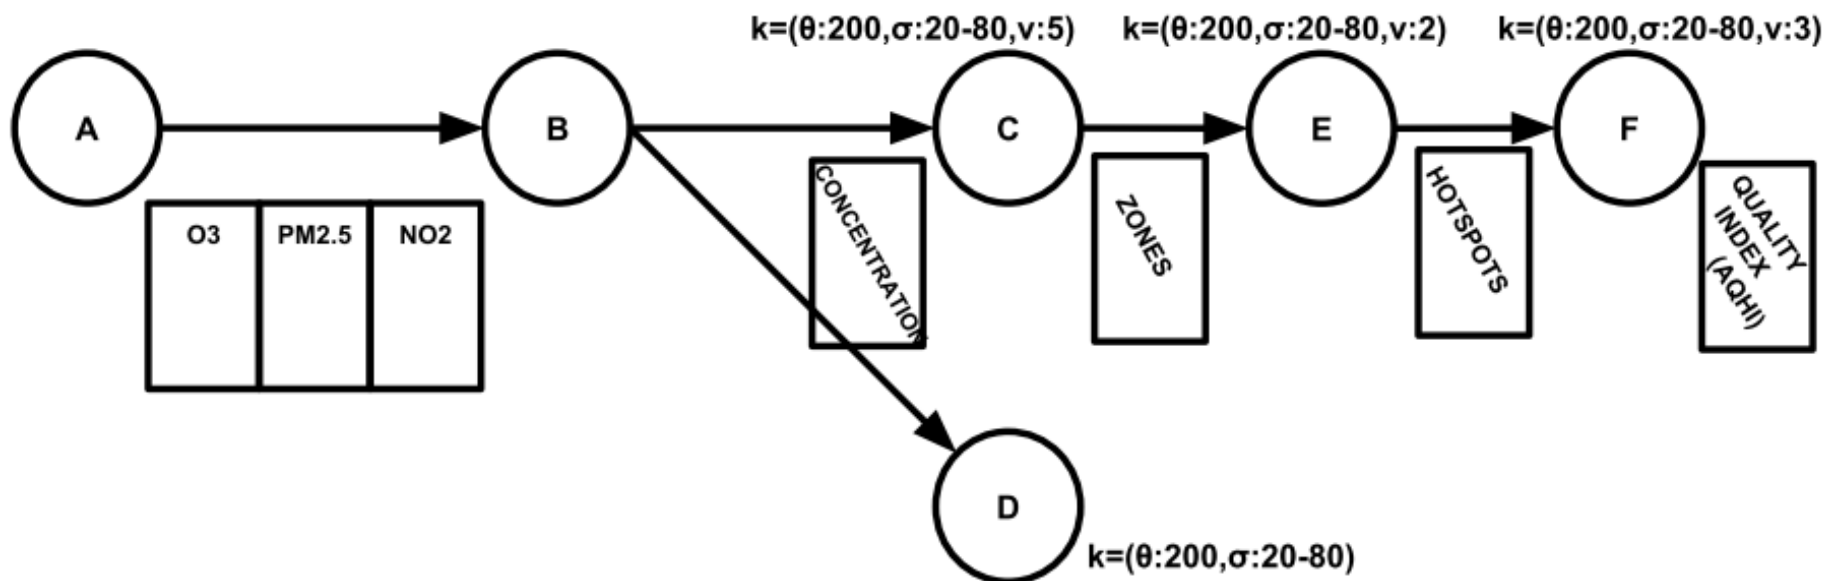 k=(θ:200,σ:20-80,v:5)
k=(θ:200,σ:20-80,v:2)
k=(θ:200,σ:20-80,v:3)
A
B
C
E
F
O3
PM2.5
NO2
CONCENTRATION
ZONES
HOTSPOTS
QUALITY
INDEX
(AQHI)
D
k=(θ:200,σ:20-80)